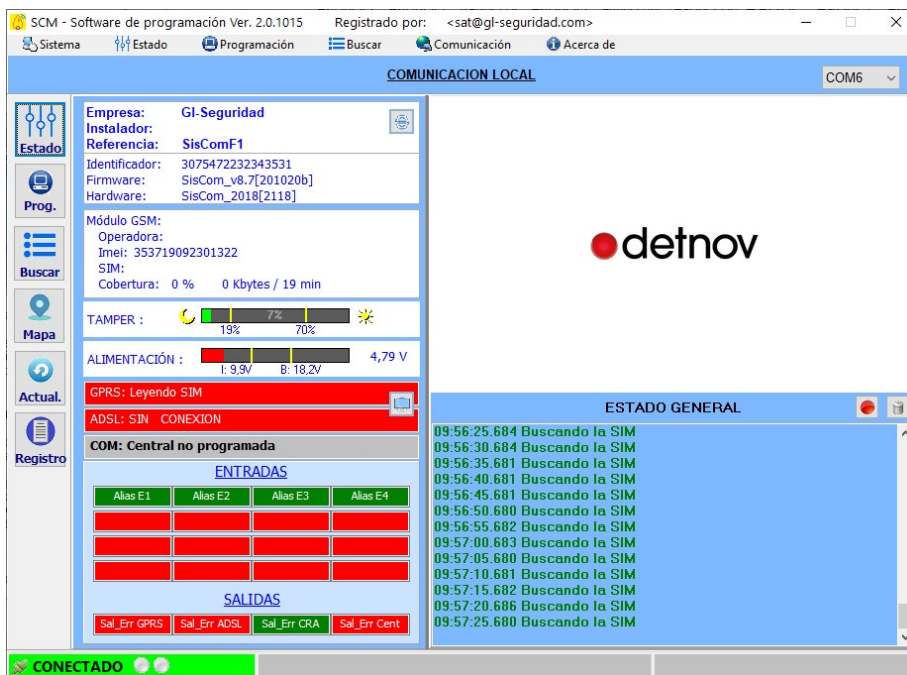 SCM - Software de programación Ver. 2.0.1015 Registrado por: <sat@gl-seguridad.com>
Sistema Estado Programación Buscar Comunicación Acerca de
COMUNICACION LOCAL
COM6
Estado
Prog.
Buscar
Mapa
Actual.
Registro
Empresa: Gl-Seguridad
Instalador:
Referencia: SisComF1
Identificador: 3075472232343531
Firmware: SisCom_v8.7[201020b]
Hardware: SisCom_2018[2118]
Módulo GSM:
Operadora:
Imei: 353719092301322
SIM:
Cobertura: 0 % 0 Kbytes / 19 min
TAMPER : 7%
19% 70%
ALIMENTACIÓN : 4,79 V
I: 9,9V B: 18,2V
GPRS: Leyendo SIM
ADSL: SIN CONEXION
COM: Central no programada
ENTRADAS
Alias E1 Alias E2 Alias E3 Alias E4
SALIDAS
Sal_Err GPRS Sal_Err ADSL Sal_Err CRA Sal_Err Cent
detnov
ESTADO GENERAL
09:56:25.684 Buscando la SIM
09:56:30.684 Buscando la SIM
09:56:35.681 Buscando la SIM
09:56:40.681 Buscando la SIM
09:56:45.681 Buscando la SIM
09:56:50.680 Buscando la SIM
09:56:55.682 Buscando la SIM
09:57:00.683 Buscando la SIM
09:57:05.680 Buscando la SIM
09:57:10.681 Buscando la SIM
09:57:15.682 Buscando la SIM
09:57:20.686 Buscando la SIM
09:57:25.680 Buscando la SIM
CONECTADO